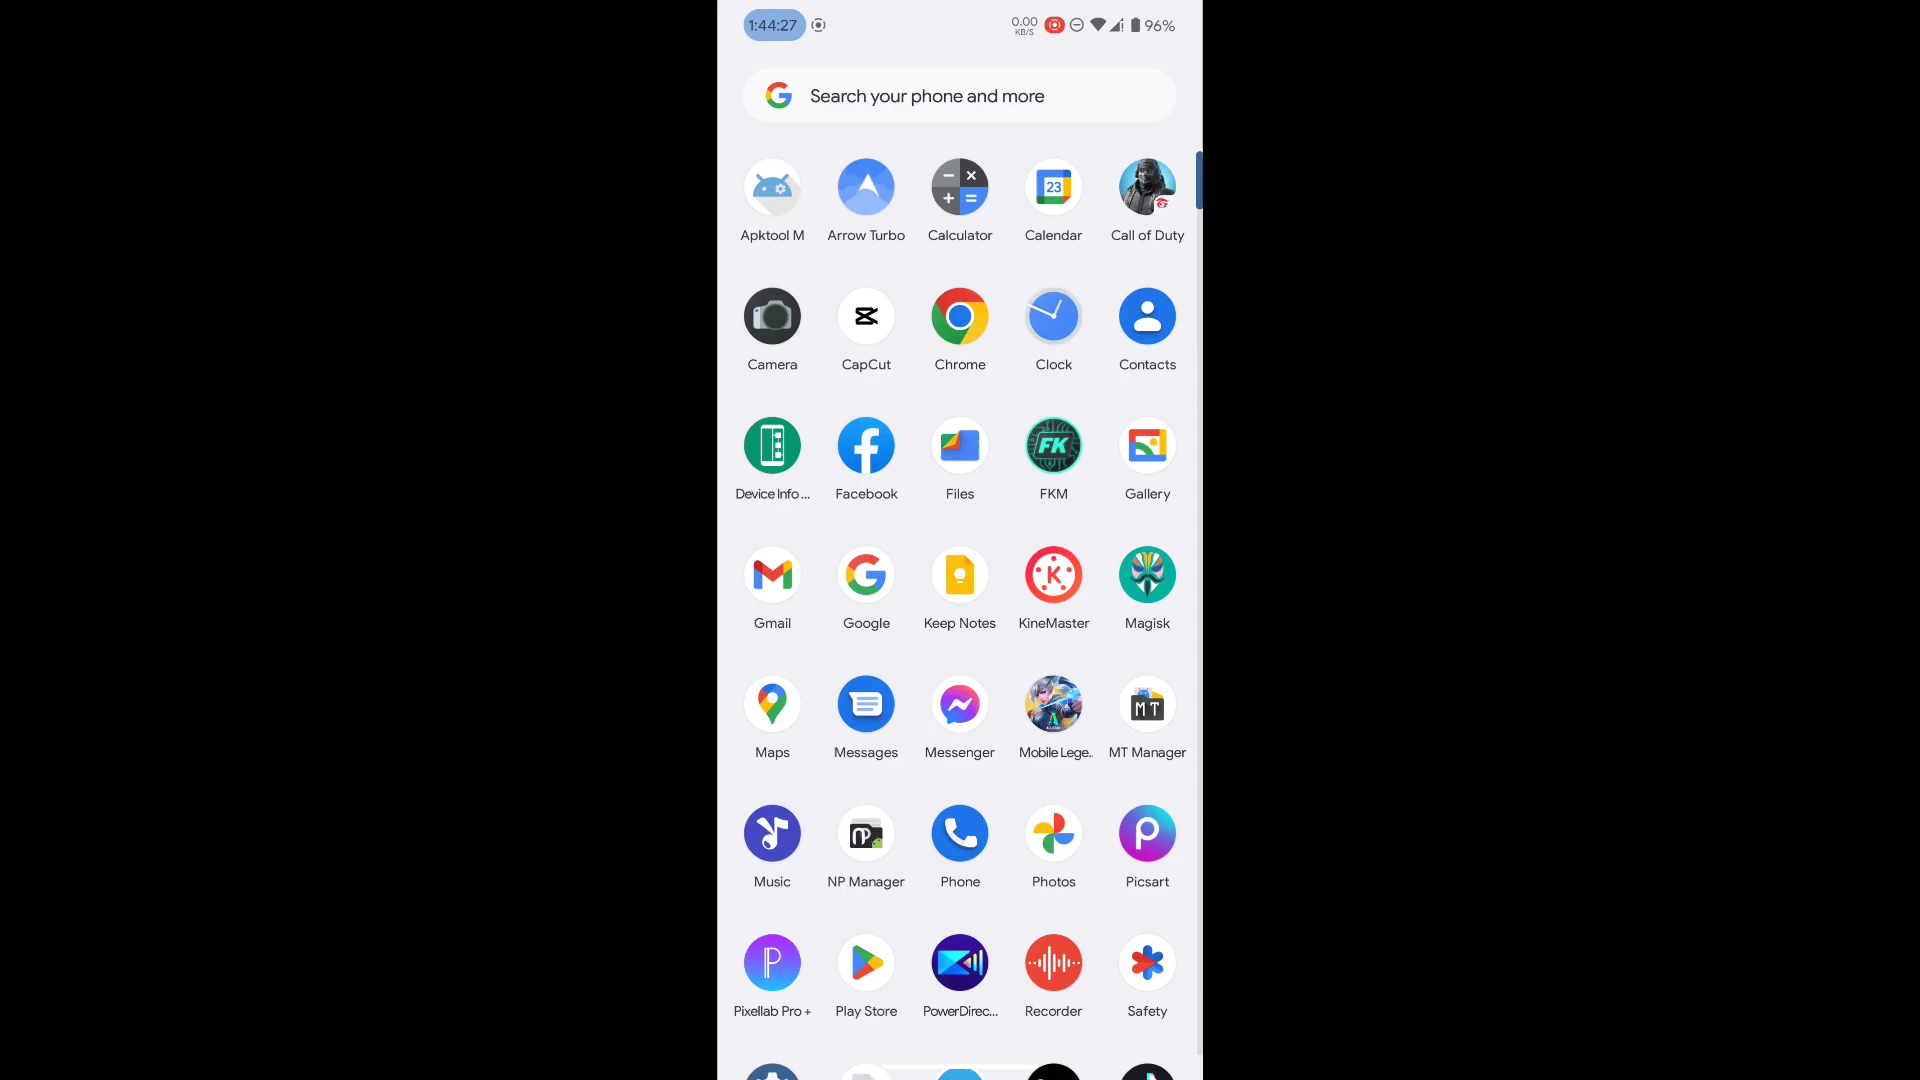 1:44:27
0.00
KB/S
96%
Search your phone and more
23
Apktool M
Arrow Turbo
Calculator
Calendar
Call of Duty
Camera
CapCut
Chrome
Clock
Contacts
FK
Device Info ...
Facebook
Files
FKM
Gallery
K
Gmail
Google
Keep Notes
KineMaster
Magisk
MT
Maps
Messages
Messenger
Mobile Lege..
MT Manager
Music
NP Manager
Phone
Photos
Picsart
Pixellab Pro +
Play Store
PowerDirec...
Recorder
Safety